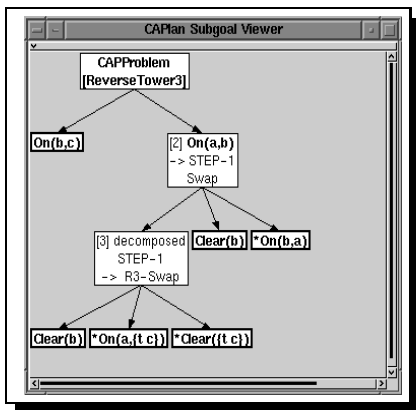 CAPlan Subgoal Viewer
CAPProblem
[ReverseTower3]
On(b,c)
[2] On(a,b)
-> STEP-1
Swap
[3] decomposed
STEP-1
-> R3-Swap
Clear(b)
*On(b,a)
Clear(b)
*On(a,{t c})
*Clear({t c})